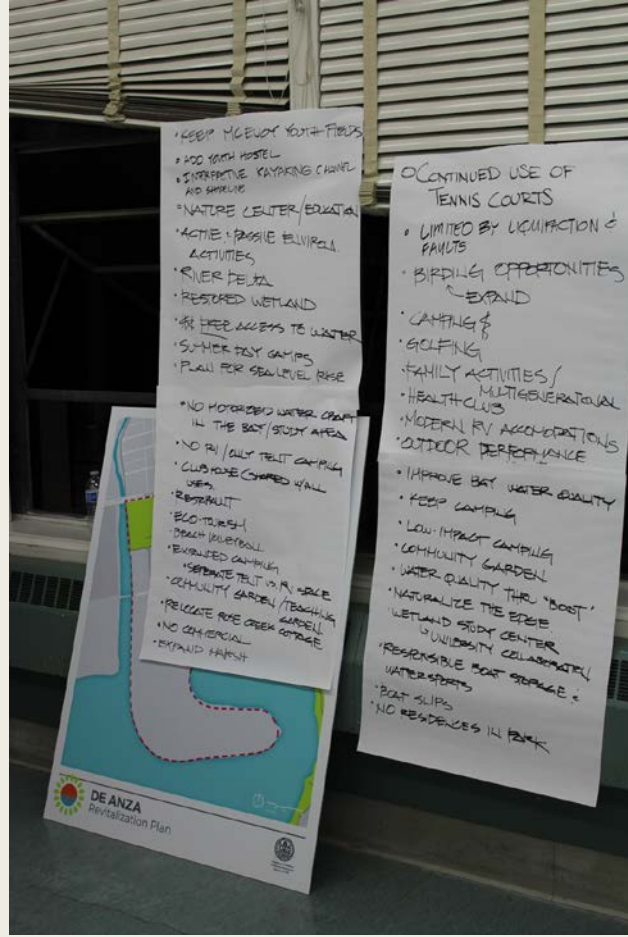 • KEEP MCEVOY YOUTH FIELDS
• ADD YOUTH HOSTEL
• INTERPRETIVE KAYAKING CHANNEL
AND SHORELINE
• NATURE CENTER/EDUCATION
• ACTIVE + PASSIVE ENVIRON.
ACTIVITIES
• RIVER DELTA
• RESTORED WETLAND
• FREE ACCESS TO WATER
• SUMMER DAY CAMPS
• PLAN FOR SEA LEVEL RISE
• NO MOTORIZED WATER CRAFT
IN THE BAY/STUDY AREA
• NO RV/ONLY TENT CAMPING
• CLUBHOUSE (SHARED W/ALL
USES
• RESTAURANT
• ECO-TOURISM
• BEACH VOLLEYBALL
• EXPANDED CAMPING
• SEPERATE TENT VS. RV SPACE
• COMMUNITY GARDEN/TEACHING
GARDEN
• RELOCATE ROSE CREEK COTTAGE
• NO COMMERCIAL
• EXPAND MARSH
○ CONTINUED USE OF
TENNIS COURTS
• LIMITED BY LIQUIFACTION &
FAULTS
• BIRDING OPPORTUNITIES
EXPAND
• CAMPING &
• GOLFING
• FAMILY ACTIVITIES/
MULTIGENERATIONAL
• HEALTH CLUB
• MODERN RV ACCOMODATIONS
• OUTDOOR PERFORMANCE
• IMPROVE BAY WATER QUALITY
• KEEP CAMPING
• LOW-IMPACT CAMPING
• COMMUNITY GARDEN
• WATER QUALITY THRU "BOOT"
• NATURALIZE THE EDGE
• WETLAND STUDY CENTER
UNIVERSITY COLLABORATION
• RESPONSIBLE BOAT STORAGE &
WATERSPORTS
• BOAT SLIPS
• NO RESIDENCES IN PARK
DE ANZA
Revitalization Plan